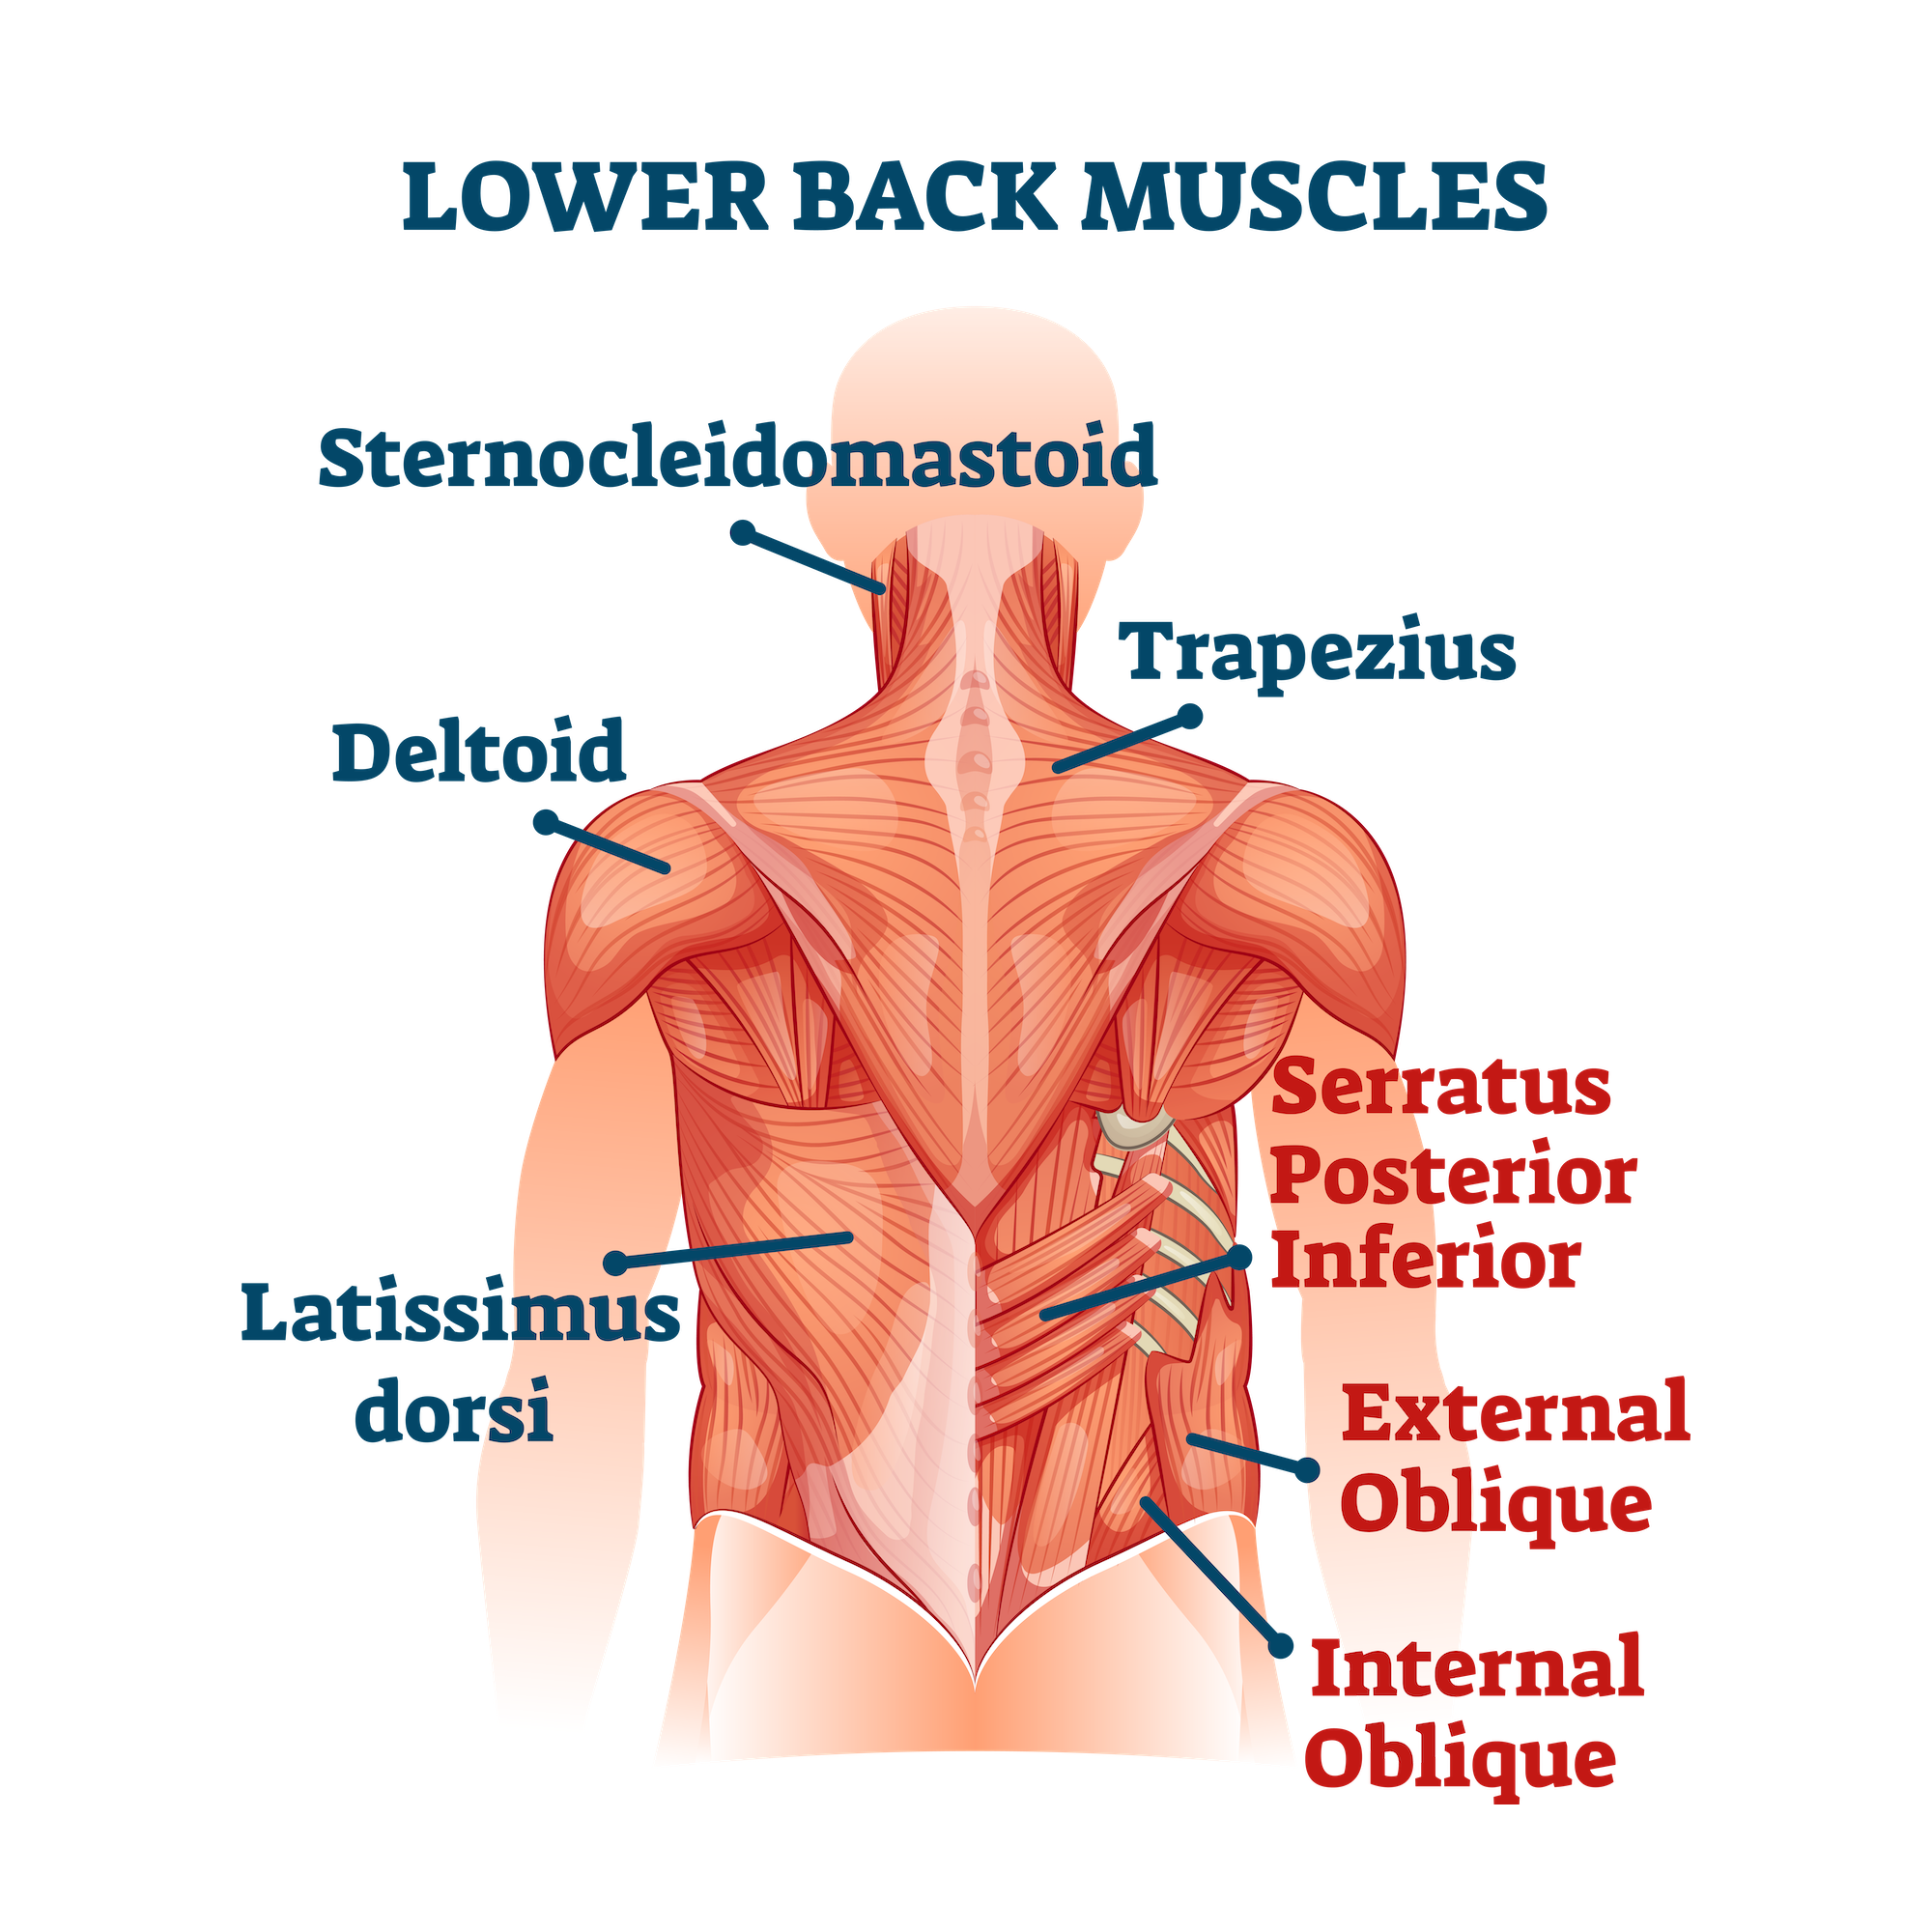 LOWER BACK MUSCLES
Sternocleidomastoid
Trapezius
Deltoid
Serratus
Posterior
Inferior
Latissimus
dorsi
External
Oblique
Internal
Oblique